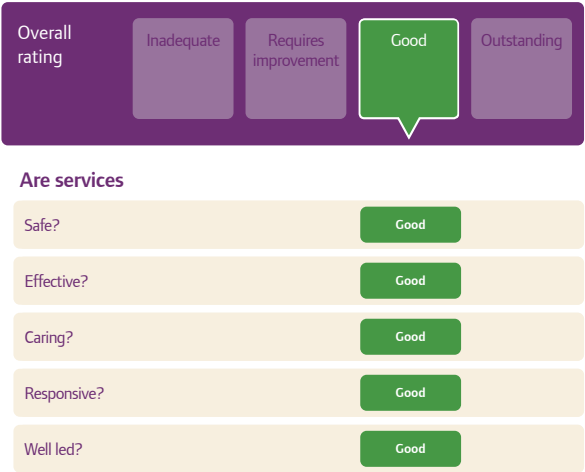 Overall
rating
Inadequate
Requires
improvement
Good
Outstanding
Are services
Safe? Good
Effective? Good
Caring? Good
Responsive? Good
Well led? Good